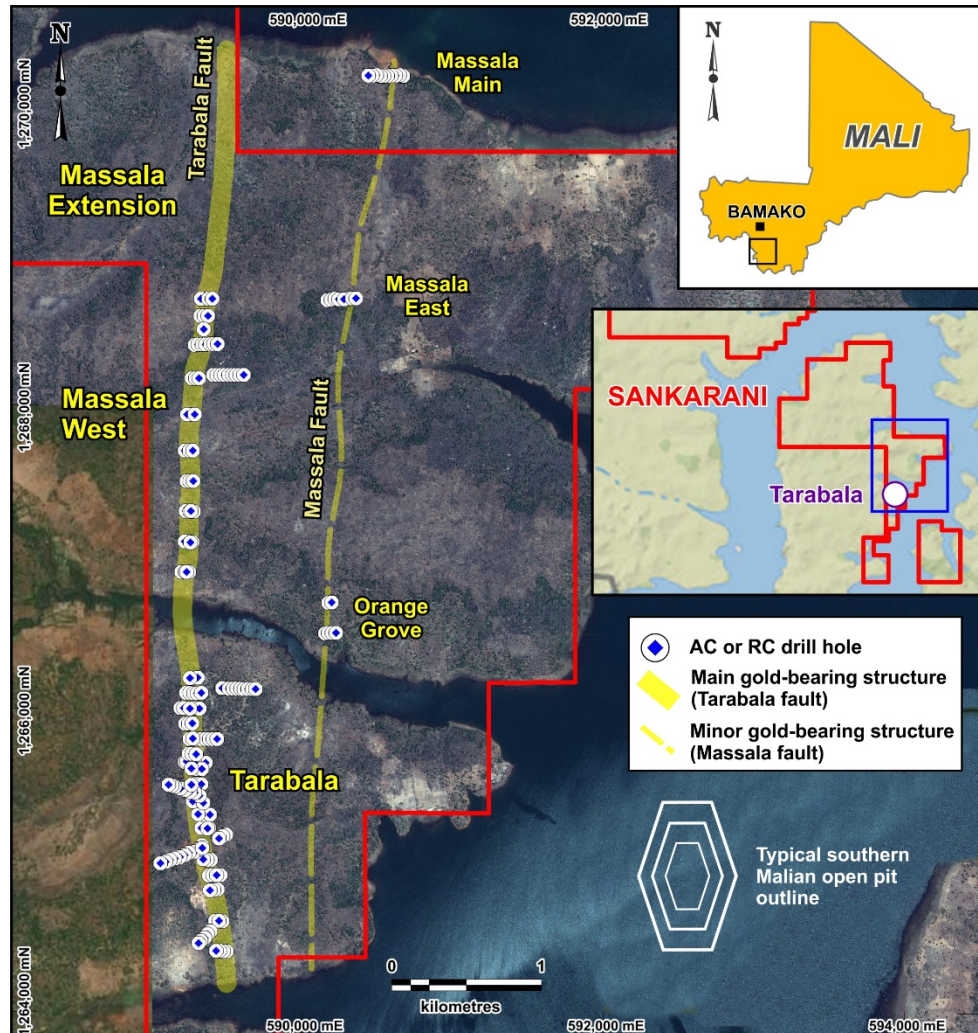 590,000 mE
592,000 mE
N
1,270,000 mN
Tarabala Fault
Massala
Main
Massala
Extension
Massala
East
Massala
West
1,268,000 mN
Massala Fault
Orange
Grove
1,266,000 mN
Tarabala
1,264,000 mN
0
1
kilometres
590,000 mE
592,000 mE
594,000 mE
N
MALI
BAMAKO
SANKARANI
Tarabala
AC or RC drill hole
Main gold-bearing structure
(Tarabala fault)
Minor gold-bearing structure
(Massala fault)
Typical southern
Malian open pit
outline